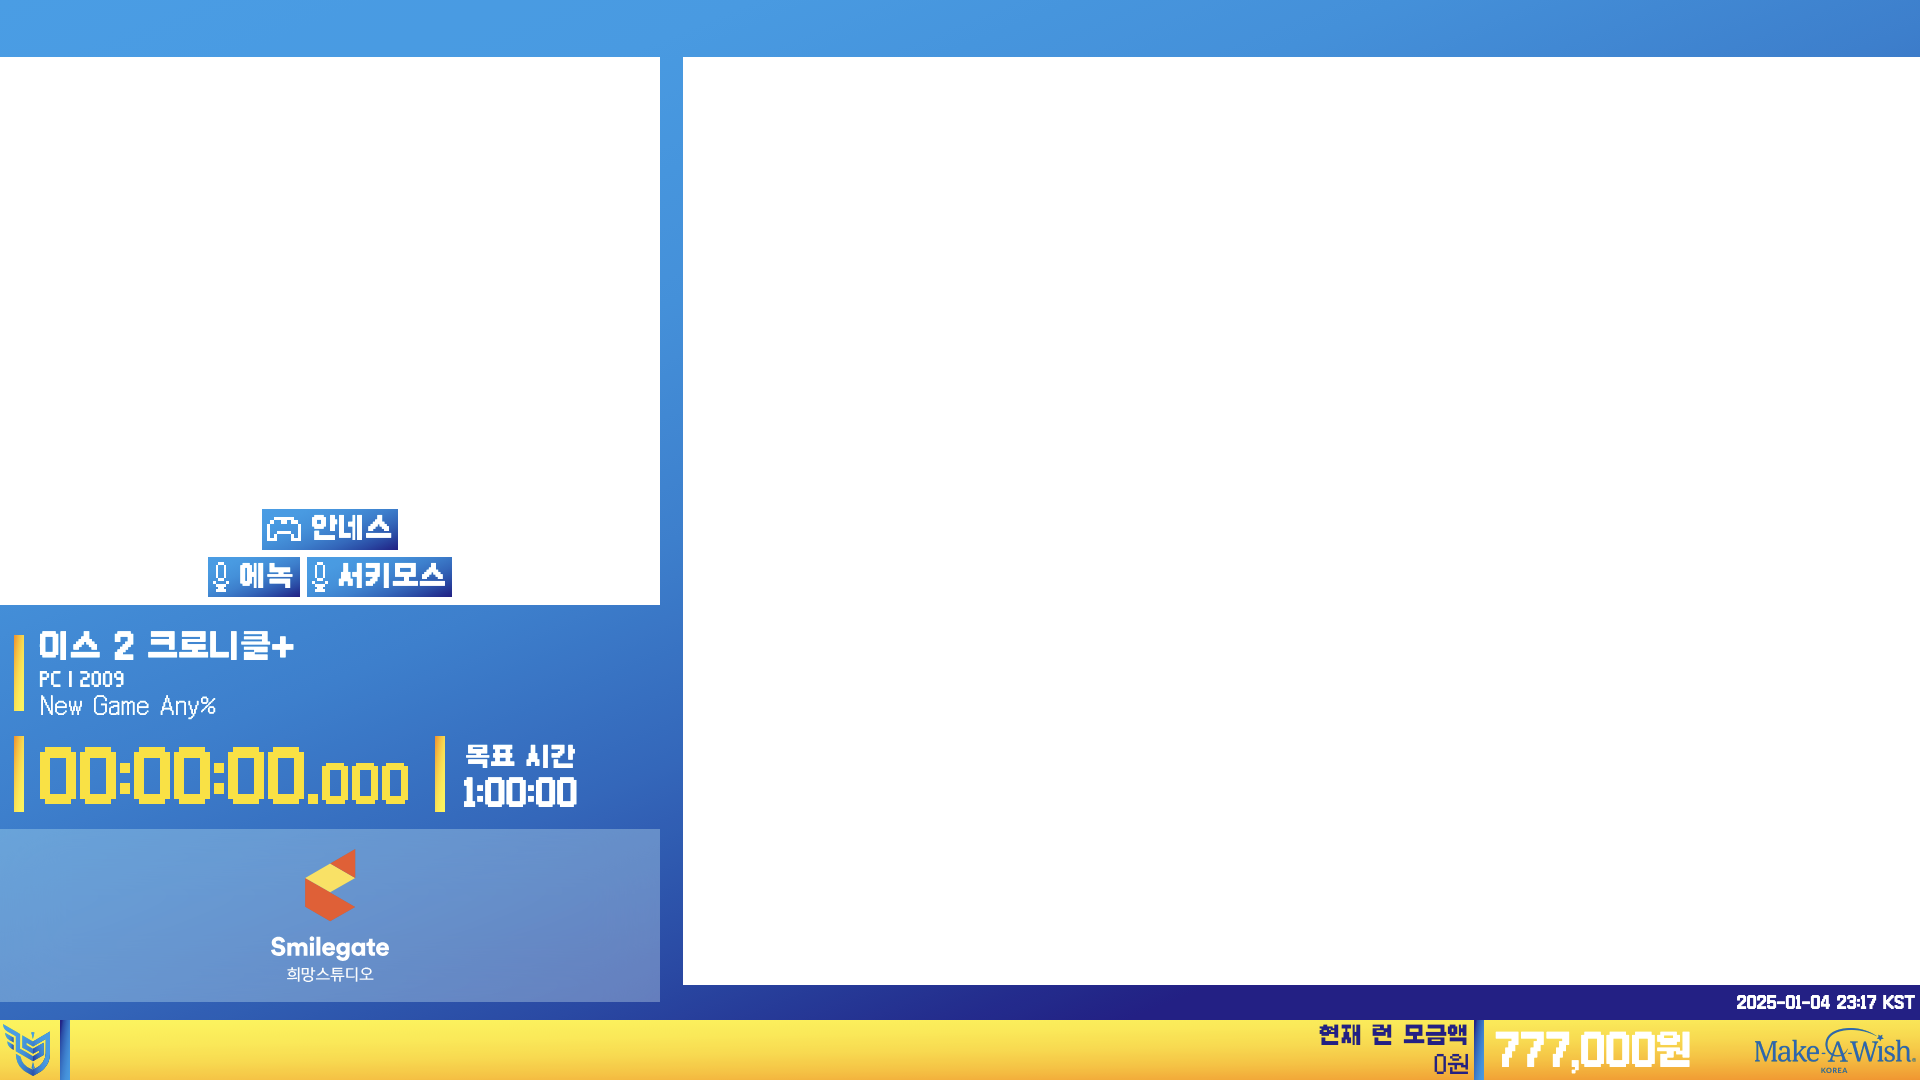 안네스
에녹 서키모스
이스 2 크로니클+
PC | 2009
New Game Any%
00:00:00.000
목표 시간
1:00:00
Smilegate
희망스튜디오
2025-01-04 23:17 KST
현재 런 모금액
0원
777,000원
Make-A-Wish.
KOREA